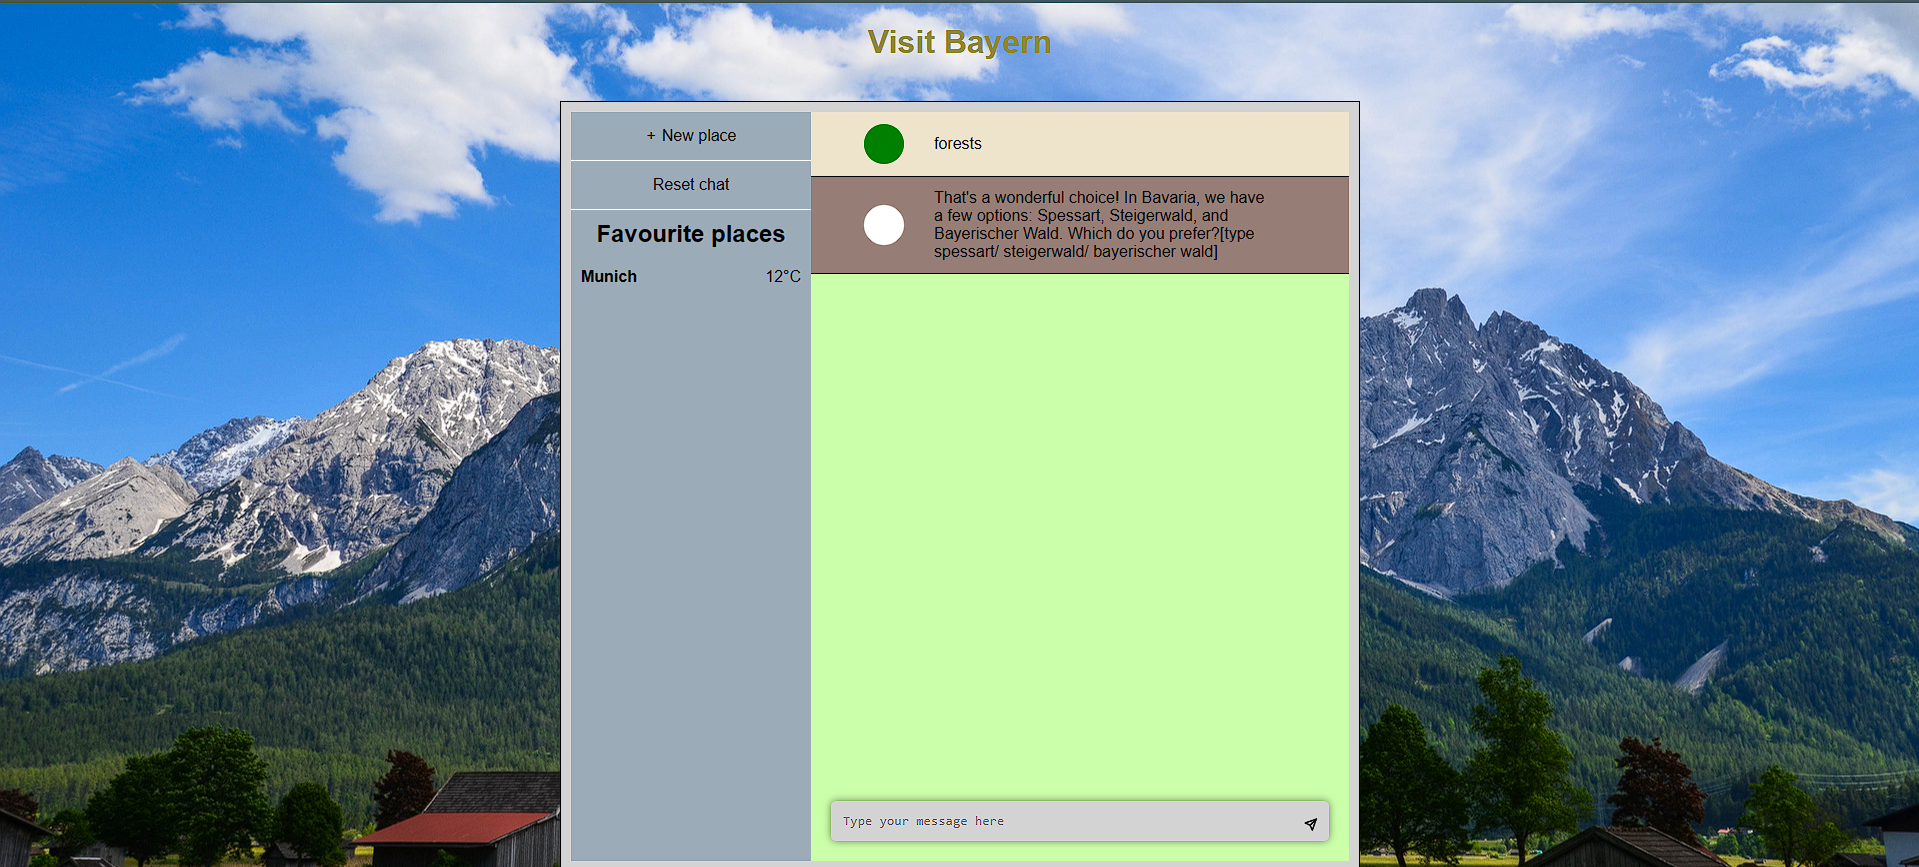 Visit Bayern
+ New place
Reset chat
Favourite places
Munich 12°C
forests
That's a wonderful choice! In Bavaria, we have
a few options: Spessart, Steigerwald, and
Bayerischer Wald. Which do you prefer?[type
spessart/ steigerwald/ bayerischer wald]
Type your message here